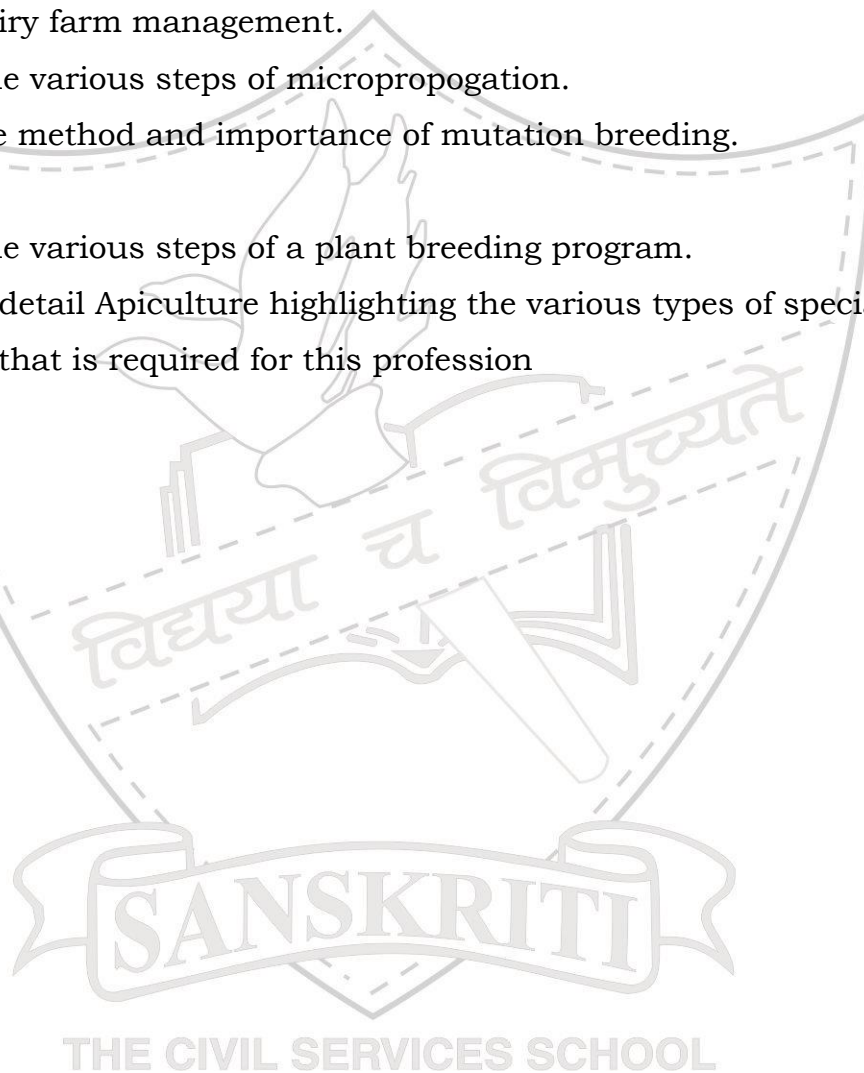 iry farm management.
e various steps of micropropogation.
e method and importance of mutation breeding.
e various steps of a plant breeding program.
detail Apiculture highlighting the various types of specia
that is required for this profession
विद्यया च विमुच्यते
SANSKRITI
THE CIVIL SERVICES SCHOOL